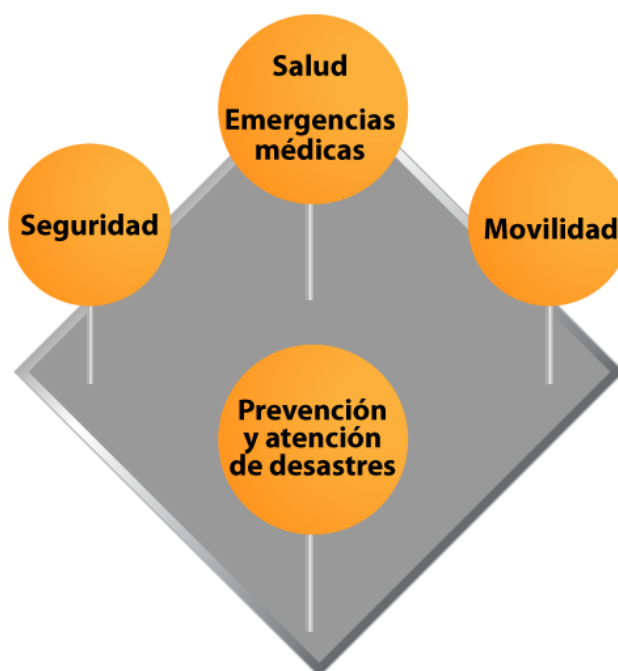 Salud
Emergencias
médicas
Seguridad
Movilidad
Prevención
y atención
de desastres